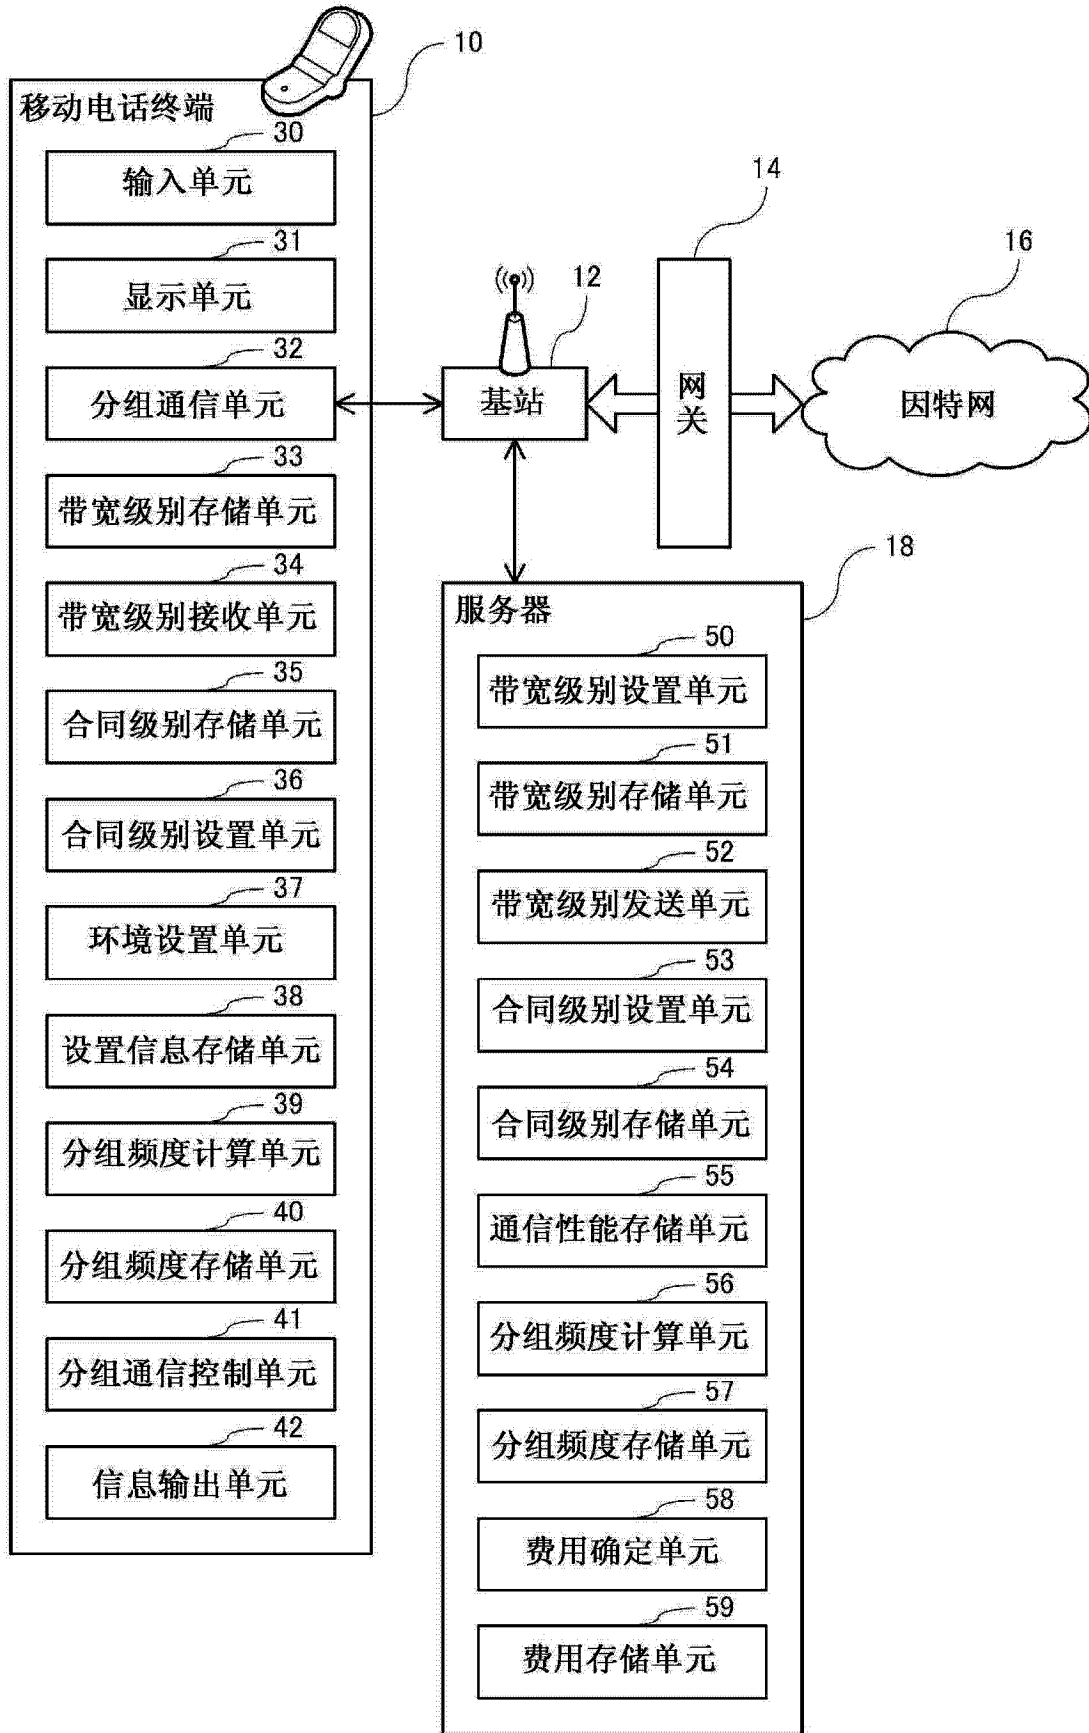 10
移动电话终端
30
输入单元
31
显示单元
32
分组通信单元
33
带宽级别存储单元
34
带宽级别接收单元
35
合同级别存储单元
36
合同级别设置单元
37
环境设置单元
38
设置信息存储单元
39
分组频度计算单元
40
分组频度存储单元
41
分组通信控制单元
42
信息输出单元
12
基站
14
网关
16
因特网
18
服务器
50
带宽级别设置单元
51
带宽级别存储单元
52
带宽级别发送单元
53
合同级别设置单元
54
合同级别存储单元
55
通信性能存储单元
56
分组频度计算单元
57
分组频度存储单元
58
费用确定单元
59
费用存储单元